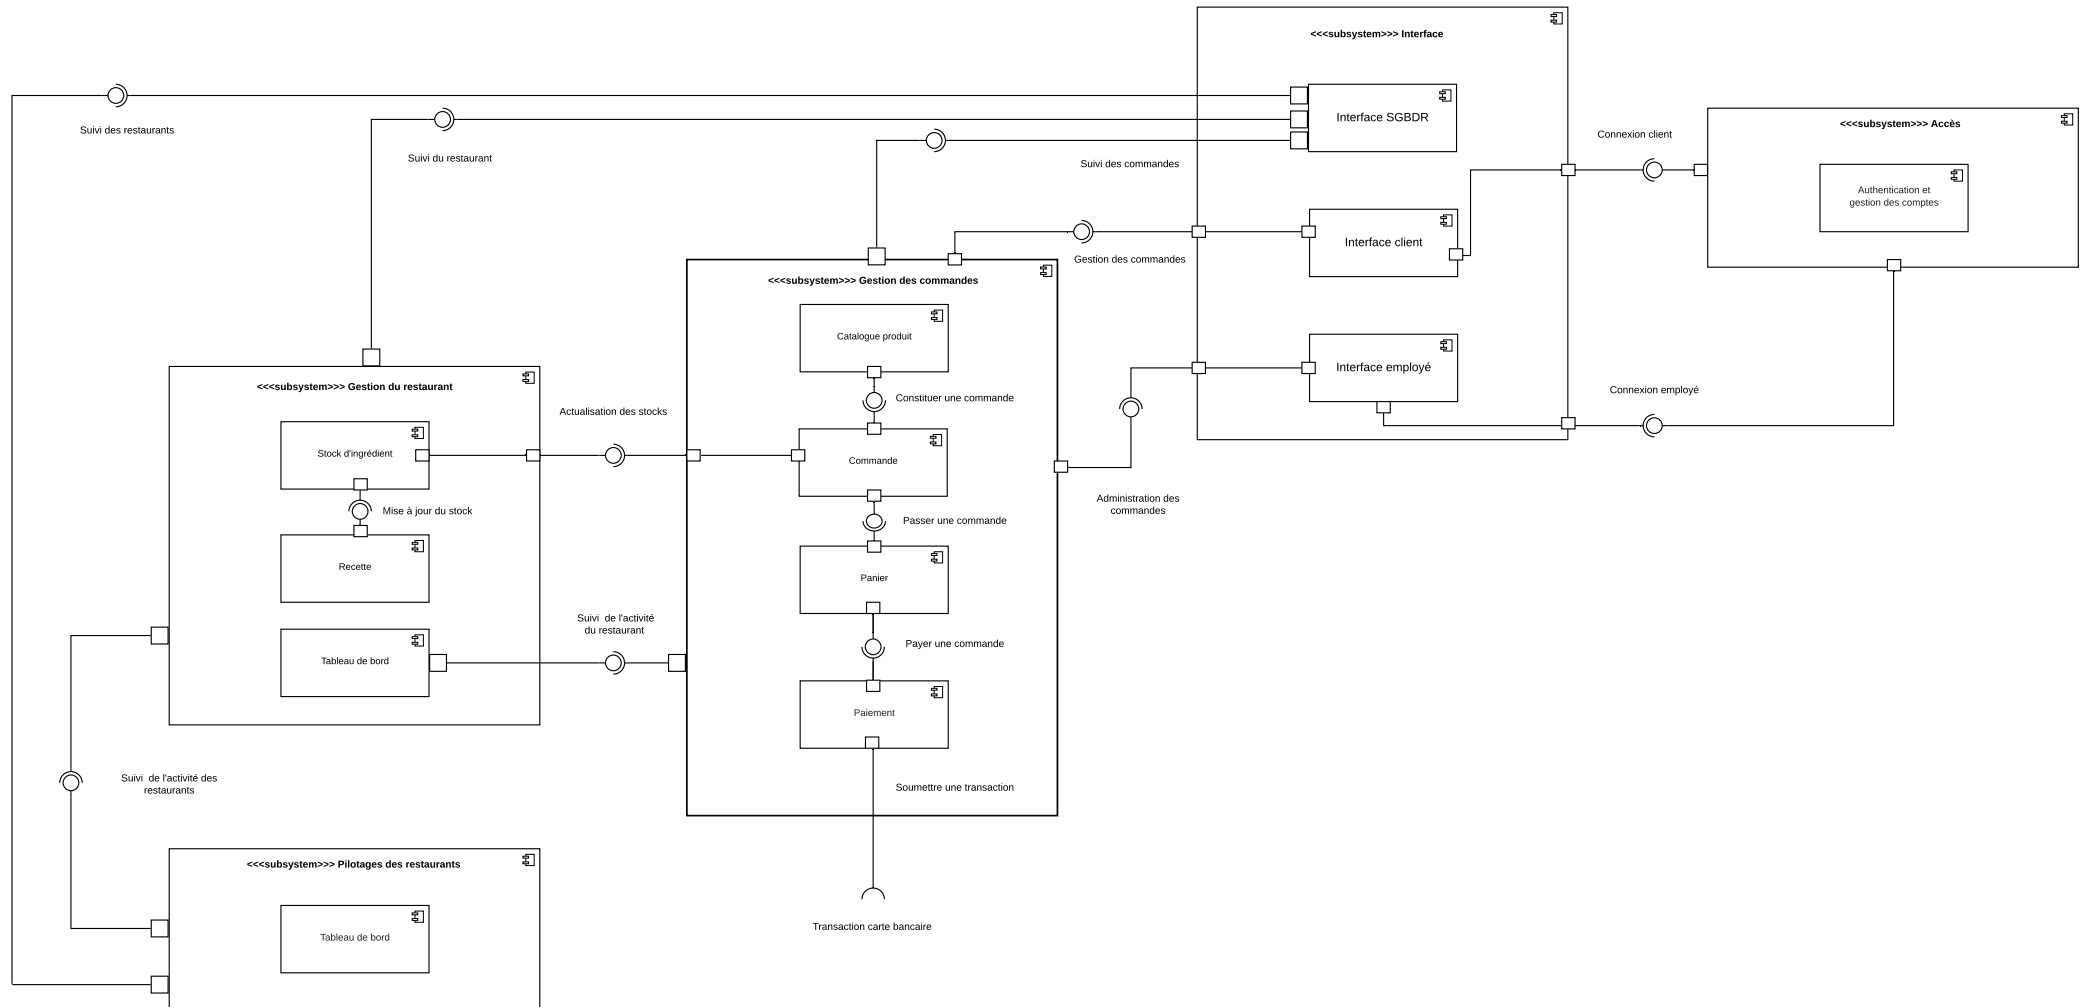 <<<subsystem>>> Interface
Interface SGBDR
Connexion client
<<<subsystem>>> Accès
Suivi des restaurants
Suivi du restaurant
Suivi des commandes
Authentication et
gestion des comptes
Interface client
Gestion des commandes
<<<subsystem>>> Gestion des commandes
Catalogue produit
Interface employé
<<<subsystem>>> Gestion du restaurant
Connexion employé
Constituer une commande
Actualisation des stocks
Stock d'ingrédient
Commande
Administration des
commandes
Mise à jour du stock
Passer une commande
Recette
Panier
Suivi  de l'activité
du restaurant
Payer une commande
Tableau de bord
Paiement
Suivi  de l'activité des
restaurants
Soumettre une transaction
<<<subsystem>>> Pilotages des restaurants
Transaction carte bancaire
Tableau de bord